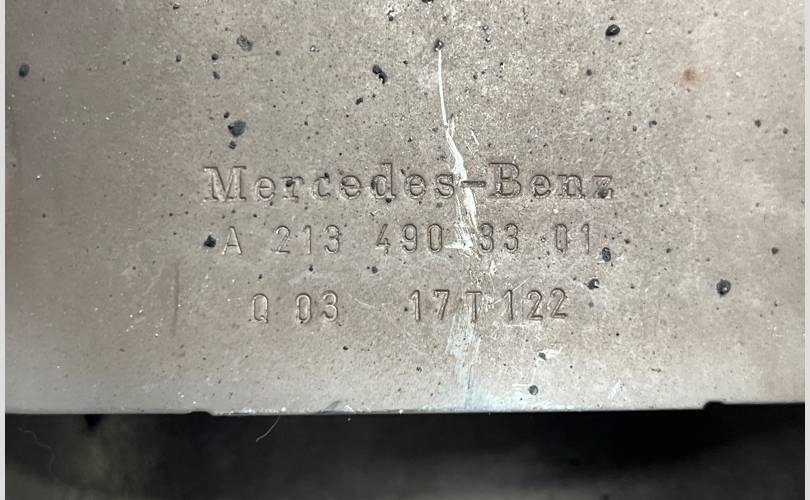 Mercedes-Benz
A 213 490 33 01
Q 03 17T122